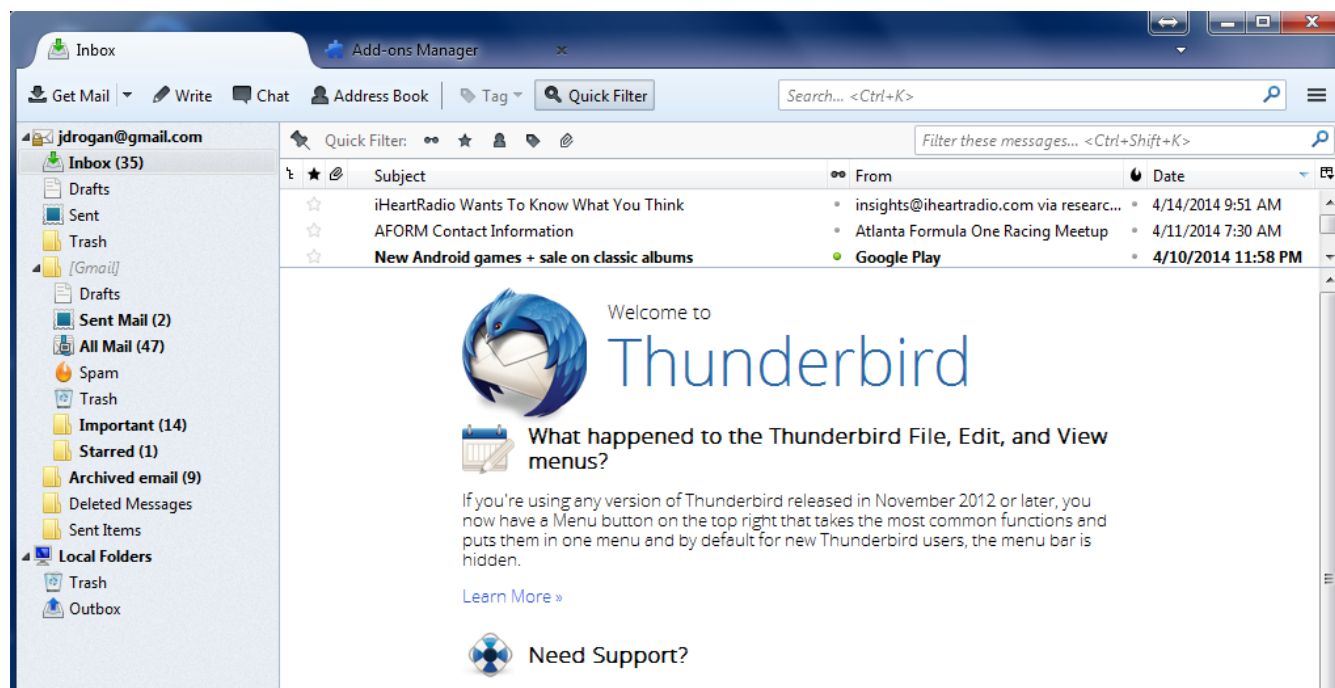 Inbox
Add-ons Manager
Get Mail Write Chat Address Book Tag Quick Filter Search... <Ctrl+K>
jdrogan@gmail.com
Inbox (35)
Drafts
Sent
Trash
[Gmail]
Drafts
Sent Mail (2)
All Mail (47)
Spam
Trash
Important (14)
Starred (1)
Archived email (9)
Deleted Messages
Sent Items
Local Folders
Trash
Outbox
Quick Filter: Filter these messages... <Ctrl+Shift+K>
Subject From Date
iHeartRadio Wants To Know What You Think insights@iheartradio.com via researc... 4/14/2014 9:51 AM
AFORM Contact Information Atlanta Formula One Racing Meetup 4/11/2014 7:30 AM
New Android games + sale on classic albums Google Play 4/10/2014 11:58 PM
Welcome to
Thunderbird
What happened to the Thunderbird File, Edit, and View
menus?
If you're using any version of Thunderbird released in November 2012 or later, you
now have a Menu button on the top right that takes the most common functions and
puts them in one menu and by default for new Thunderbird users, the menu bar is
hidden.
Learn More »
Need Support?